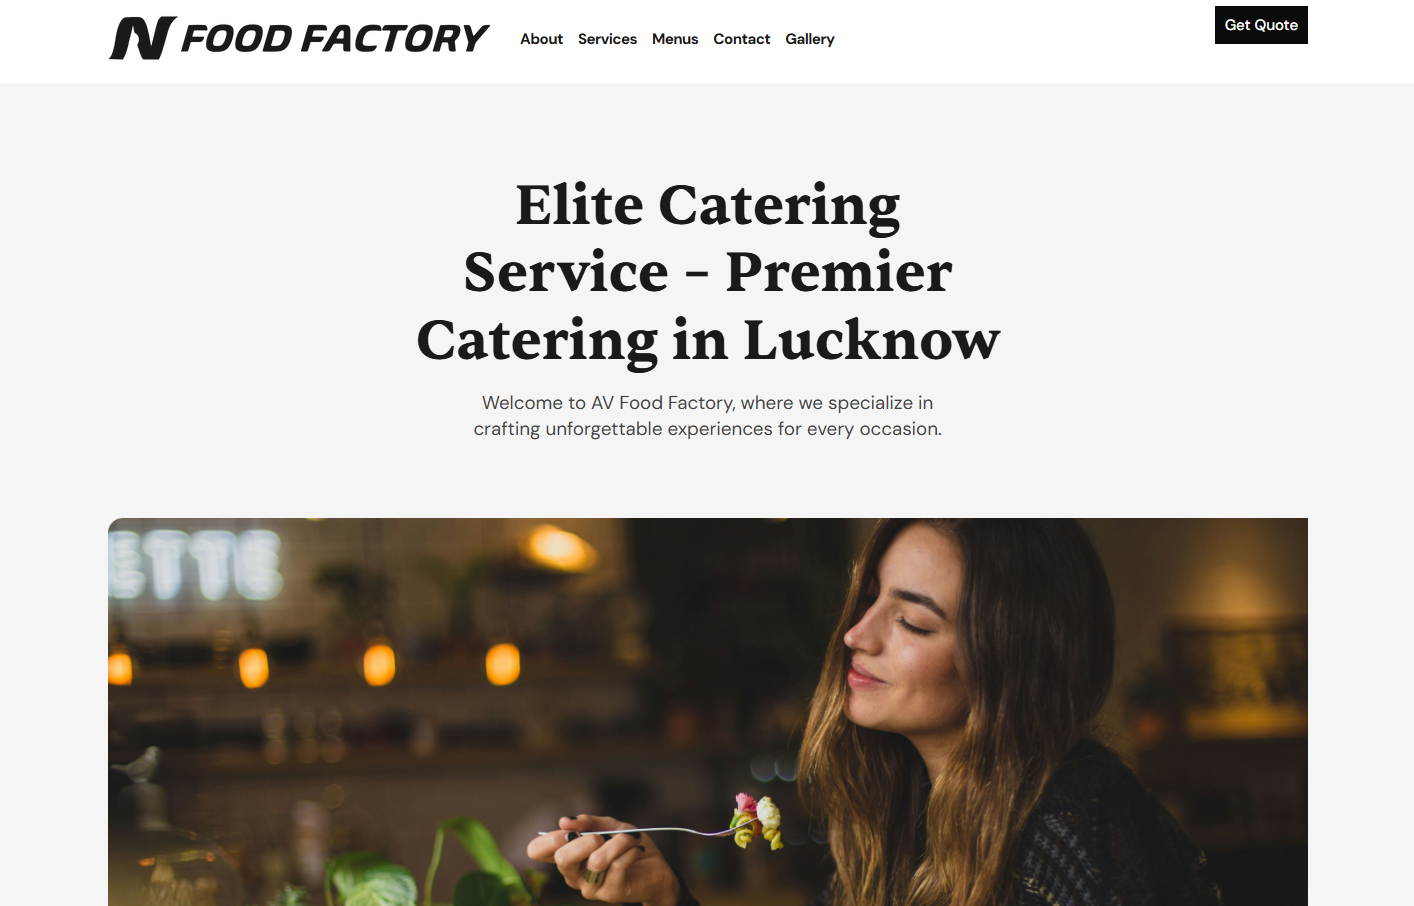 AV FOOD FACTORY
About Services Menus Contact Gallery
Get Quote
Elite Catering
Service – Premier
Catering in Lucknow
Welcome to AV Food Factory, where we specialize in
crafting unforgettable experiences for every occasion.
ETTE